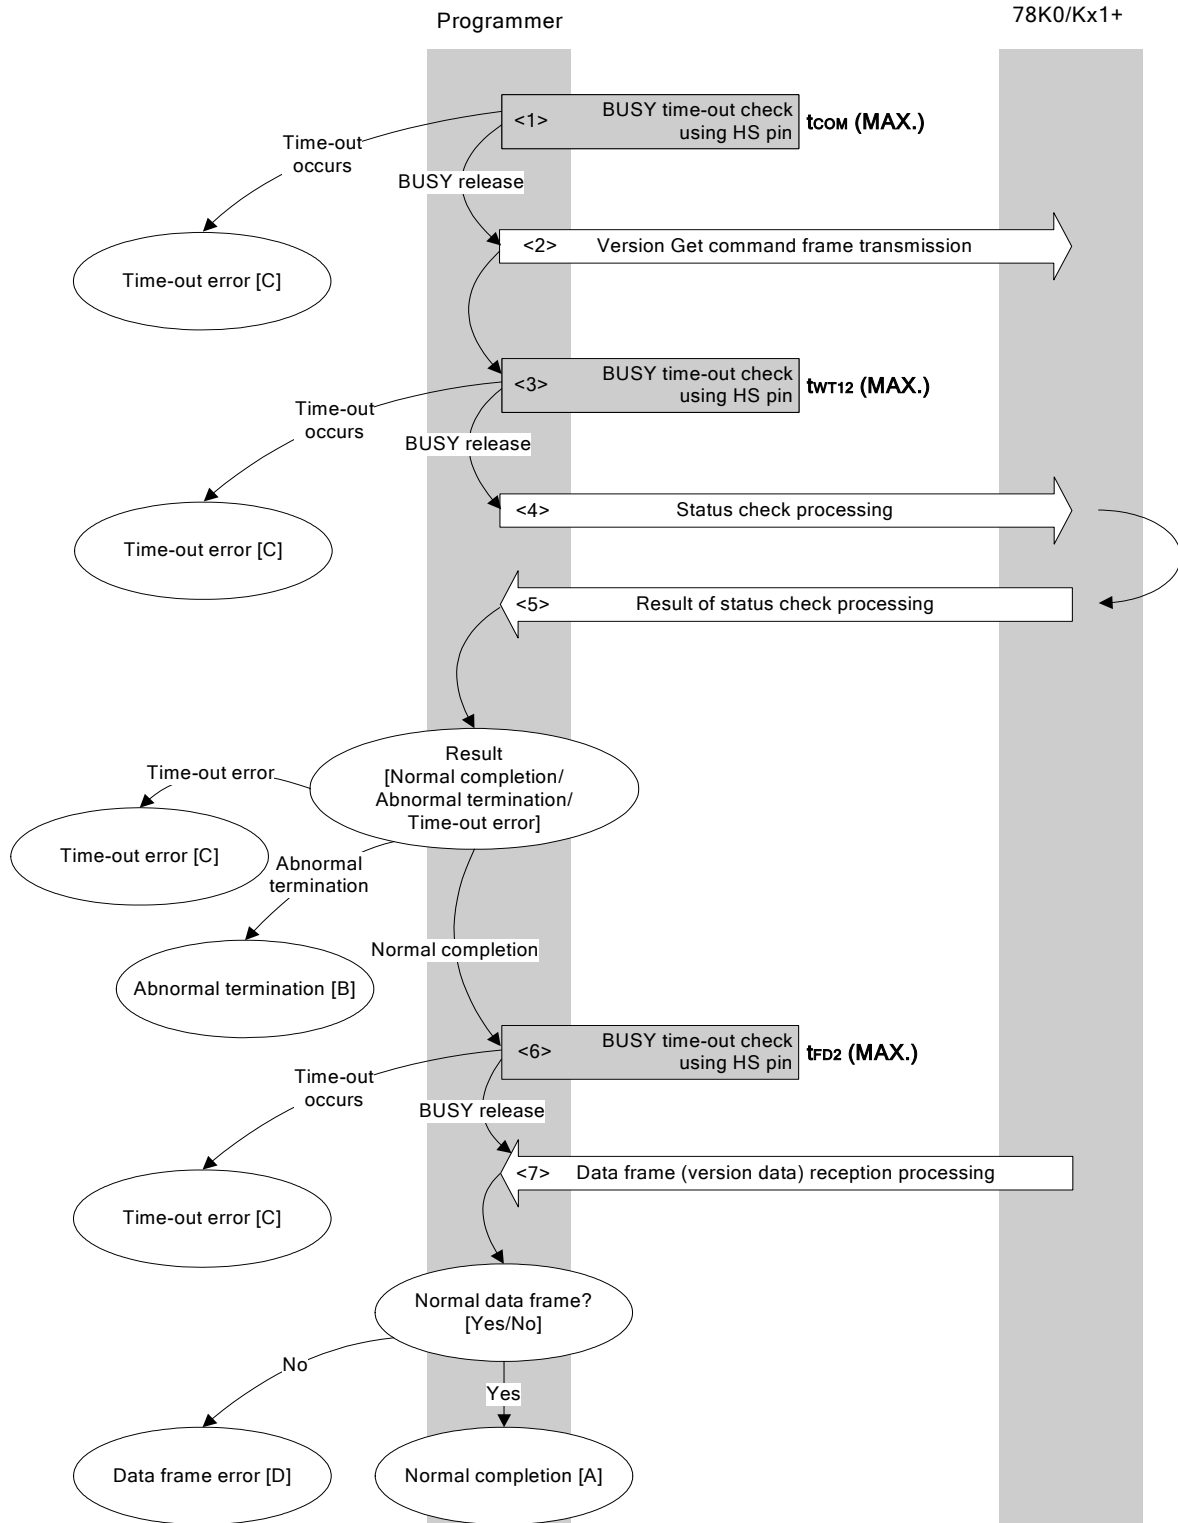 Programmer
78K0/Kx1+
<1>
BUSY time-out check
using HS pin
tCOM (MAX.)
Time-out
occurs
BUSY release
<2> Version Get command frame transmission
Time-out error [C]
<3>
BUSY time-out check
using HS pin
tWT12 (MAX.)
Time-out
occurs
BUSY release
<4> Status check processing
Time-out error [C]
<5> Result of status check processing
Result
[Normal completion/
Abnormal termination/
Time-out error]
Time-out error
Time-out error [C]
Abnormal
termination
Normal completion
Abnormal termination [B]
<6>
BUSY time-out check
using HS pin
tFD2 (MAX.)
Time-out
occurs
BUSY release
<7> Data frame (version data) reception processing
Time-out error [C]
Normal data frame?
[Yes/No]
No
Yes
Data frame error [D]
Normal completion [A]